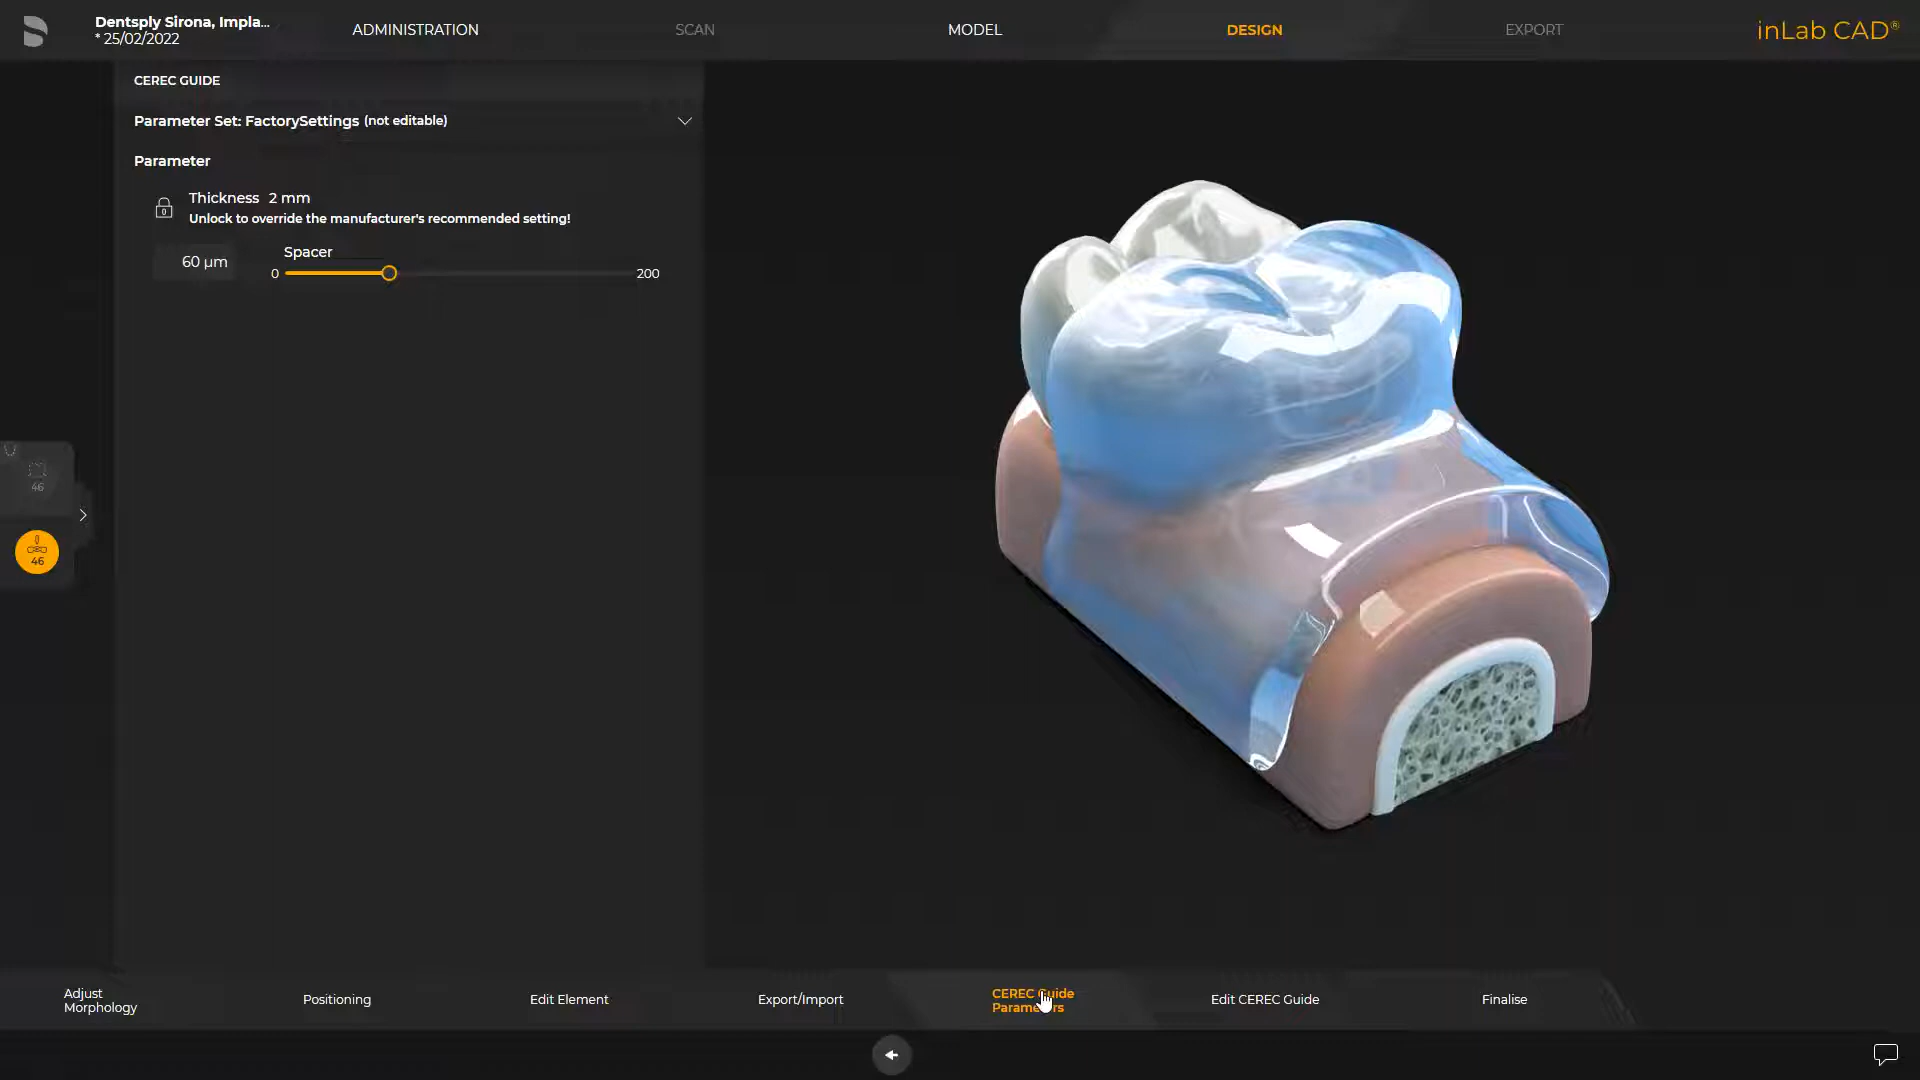 Dentsply Sirona, Impla...
* 25/02/2022
ADMINISTRATION
SCAN
MODEL
DESIGN
EXPORT
inLab CAD®
CEREC GUIDE
Parameter Set: FactorySettings (not editable)
Parameter
Thickness 2 mm
Unlock to override the manufacturer's recommended setting!
60 µm
Spacer
0
200
46
46
Adjust
Morphology
Positioning
Edit Element
Export/Import
CEREC Guide
Parameters
Edit CEREC Guide
Finalise